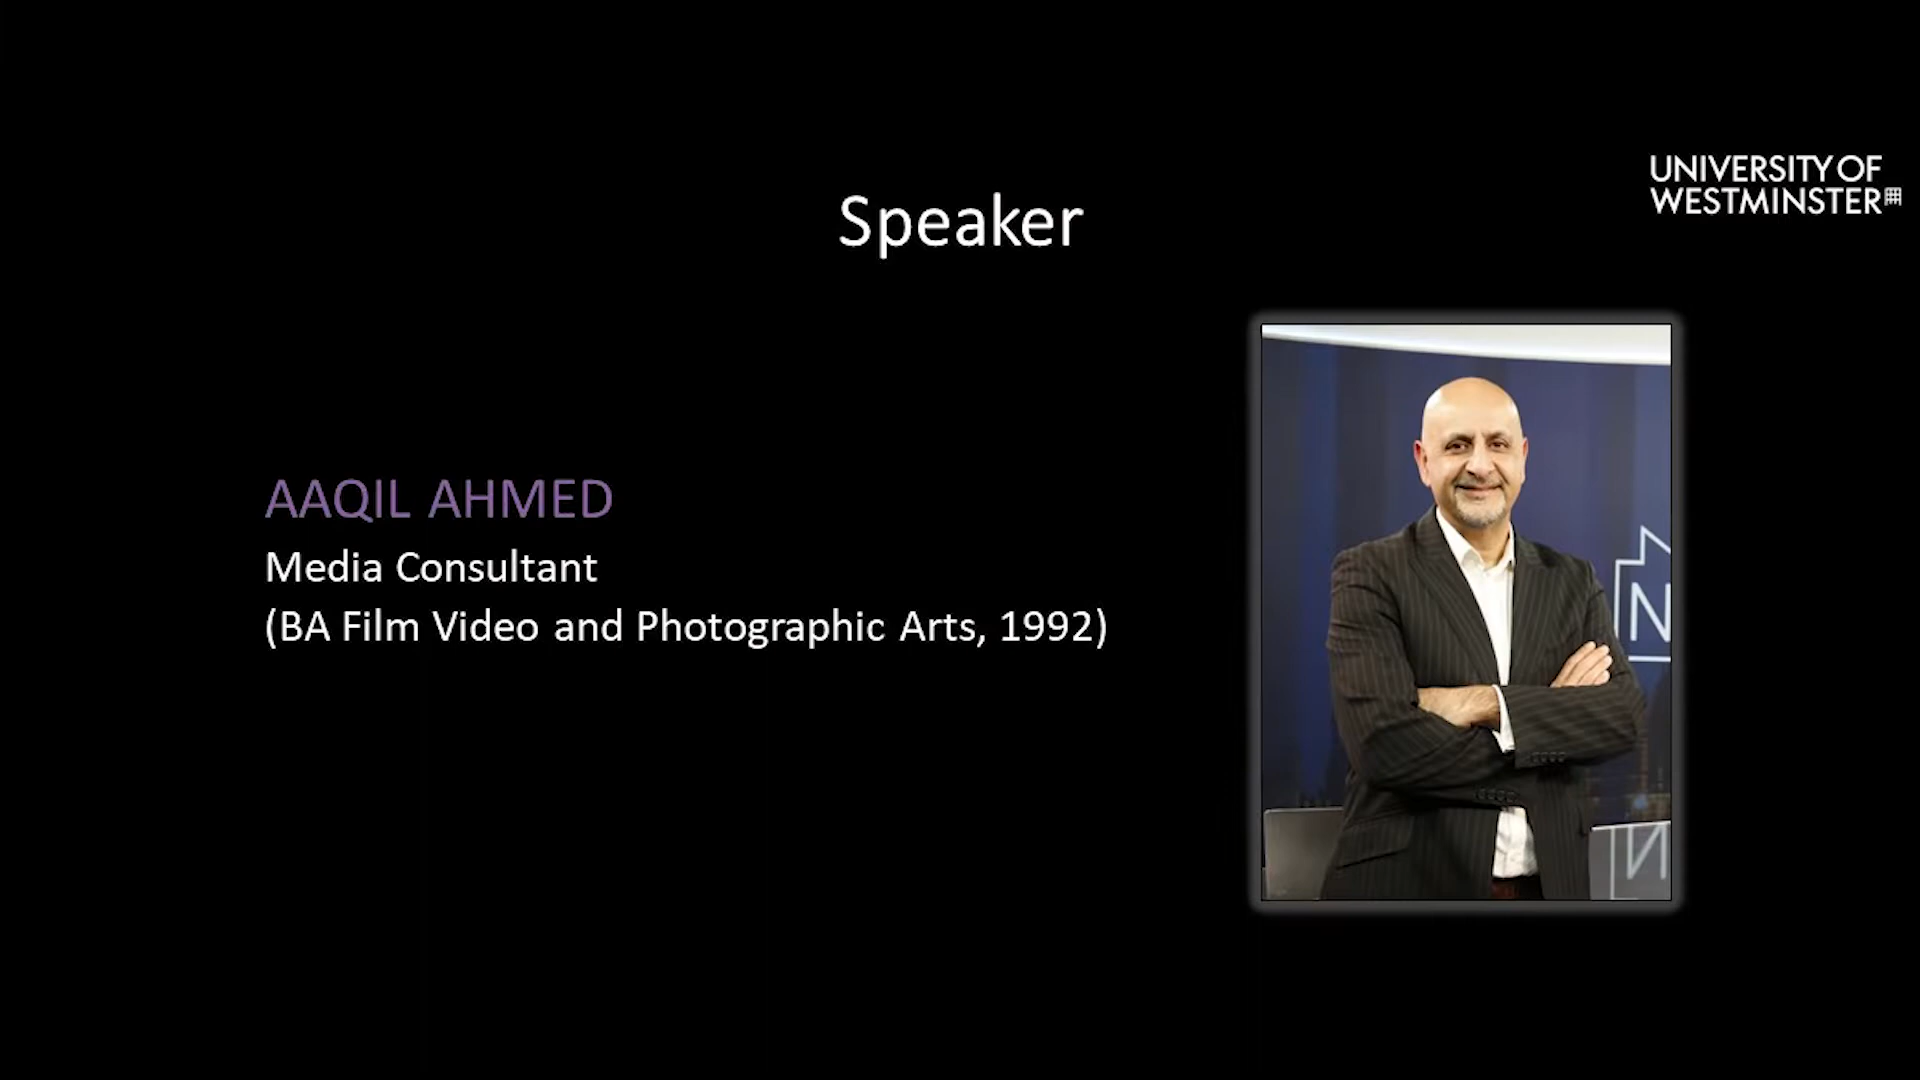 UNIVERSITY OF
WESTMINSTER
Speaker
AAQIL AHMED
Media Consultant
(BA Film Video and Photographic Arts, 1992)
N
N